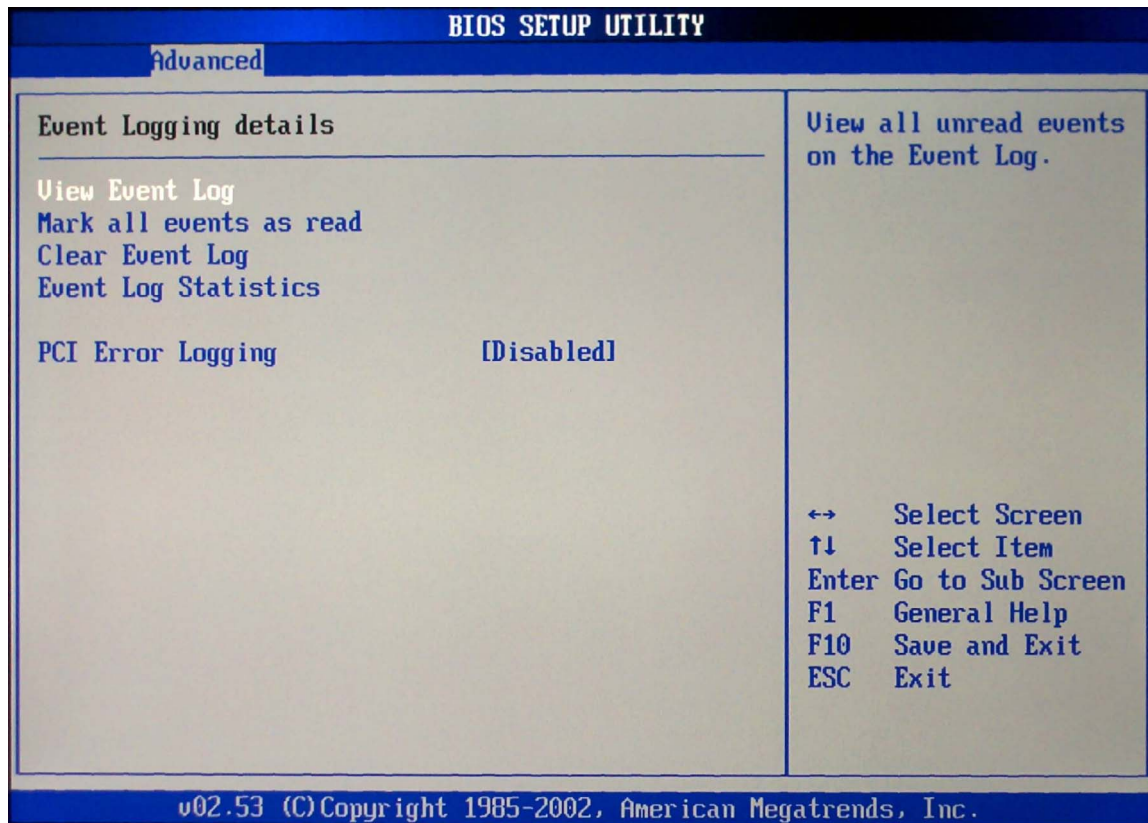 BIOS SETUP UTILITY
Advanced
Event Logging details
View Event Log
Mark all events as read
Clear Event Log
Event Log Statistics
PCI Error Logging [Disabled]
View all unread events
on the Event Log.
←→ Select Screen
↑↓ Select Item
Enter Go to Sub Screen
F1 General Help
F10 Save and Exit
ESC Exit
v02.53 (C)Copyright 1985-2002, American Megatrends, Inc.